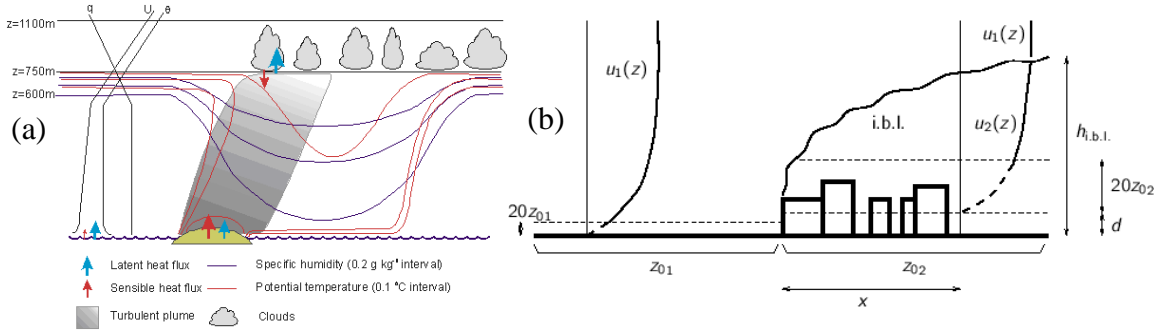 q U θ
z=1100m
z=750m
z=600m
(a)
Latent heat flux
Specific humidity (0.2 g kg⁻¹ interval)
Sensible heat flux
Potential temperature (0.1 °C interval)
Turbulent plume
Clouds
(b)
u₁(z)
u₁(z)
i.b.l.
u₂(z)
h_i.b.l.
20z₀₂
20z₀₁
d
z₀₁
z₀₂
x